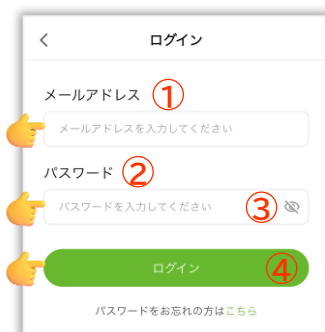 ログイン
メールアドレス ①
メールアドレスを入力してください
パスワード ②
パスワードを入力してください ③
ログイン ④
パスワードをお忘れの方はこちら